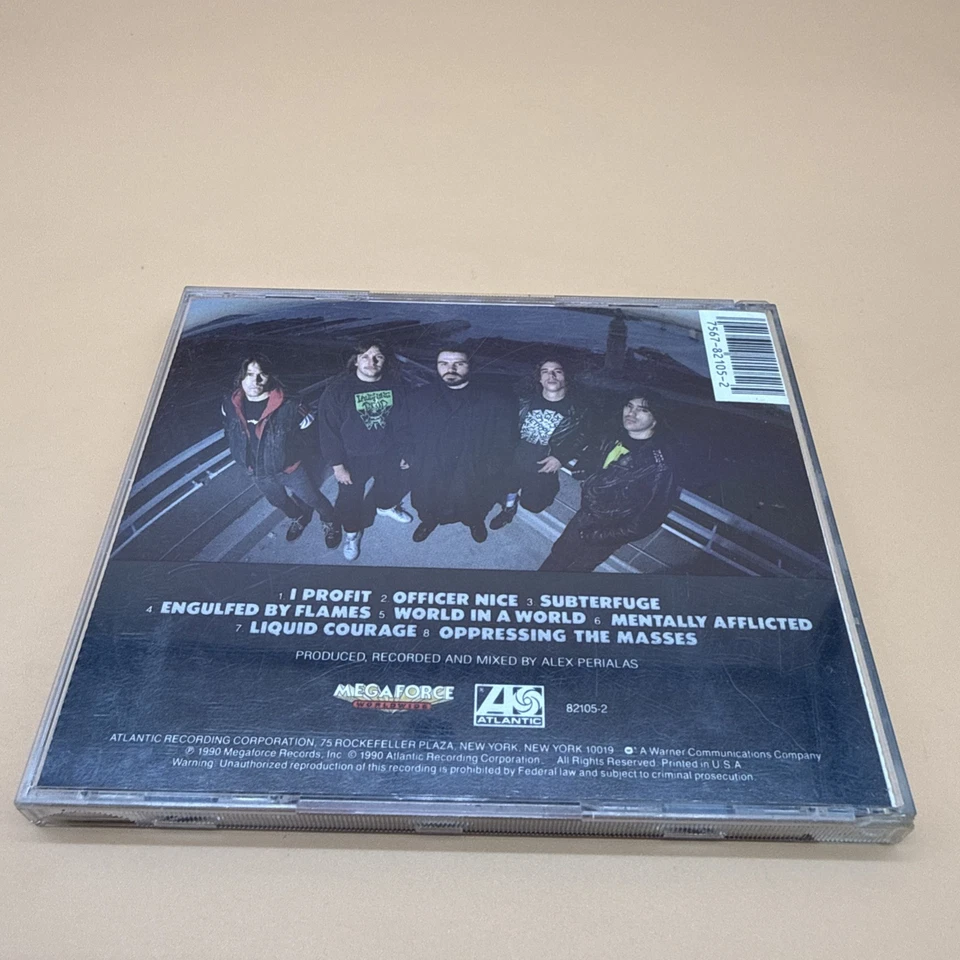 7567-82105-2
1 I PROFIT 2 OFFICER NICE 3 SUBTERFUGE
4 ENGULFED BY FLAMES 5 WORLD IN A WORLD 6 MENTALLY AFFLICTED
7 LIQUID COURAGE 8 OPPRESSING THE MASSES
PRODUCED, RECORDED AND MIXED BY ALEX PERIALAS
MEGAFORCE
WORLDWIDE
ATLANTIC
82105-2
ATLANTIC RECORDING CORPORATION, 75 ROCKEFELLER PLAZA, NEW YORK, NEW YORK 10019 A Warner Communications Company
℗ 1990 Megaforce Records, Inc. © 1990 Atlantic Recording Corporation. All Rights Reserved. Printed in U.S.A.
Warning: Unauthorized reproduction of this recording is prohibited by Federal law and subject to criminal prosecution.